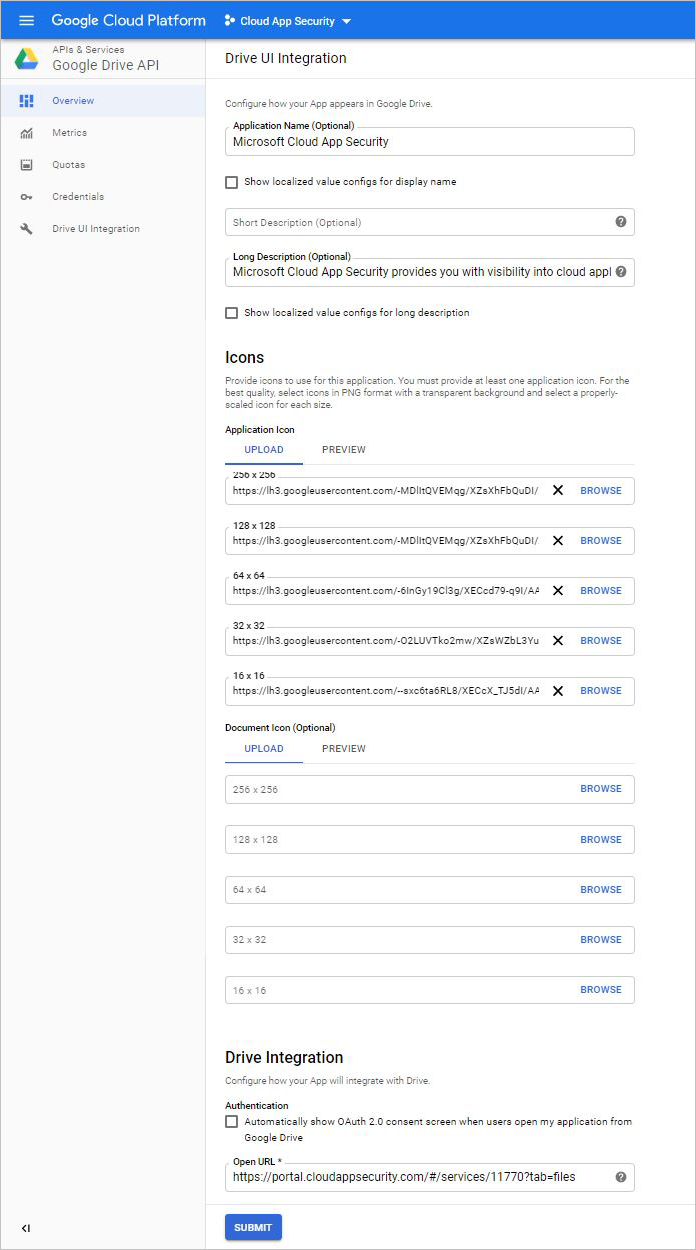 Google Cloud Platform
Cloud App Security
APIs & Services
Google Drive API
Overview
Metrics
Quotas
Credentials
Drive UI Integration
Drive UI Integration
Configure how your App appears in Google Drive.
Application Name (Optional)
Microsoft Cloud App Security
Show localized value configs for display name
Short Description (Optional)
Long Description (Optional)
Microsoft Cloud App Security provides you with visibility into cloud appl
Show localized value configs for long description
Icons
Provide icons to use for this application. You must provide at least one application icon. For the
best quality, select icons in PNG format with a transparent background and select a properly-
scaled icon for each size.
Application Icon
UPLOAD PREVIEW
256 x 256
https://lh3.googleusercontent.com/-MDlItQVEMqg/XZsXhFbQuDI/ BROWSE
128 x 128
https://lh3.googleusercontent.com/-MDlItQVEMqg/XZsXhFbQuDI/ BROWSE
64 x 64
https://lh3.googleusercontent.com/-6InGy19Cl3g/XECcd79-q9I/AA BROWSE
32 x 32
https://lh3.googleusercontent.com/-O2LUVTko2mw/XZsWZbL3Yu BROWSE
16 x 16
https://lh3.googleusercontent.com/--sxc6ta6RL8/XECcX_TJ5dI/AA BROWSE
Document Icon (Optional)
UPLOAD PREVIEW
256 x 256 BROWSE
128 x 128 BROWSE
64 x 64 BROWSE
32 x 32 BROWSE
16 x 16 BROWSE
Drive Integration
Configure how your App will integrate with Drive.
Authentication
Automatically show OAuth 2.0 consent screen when users open my application from
Google Drive
Open URL *
https://portal.cloudappsecurity.com/#/services/11770?tab=files
SUBMIT